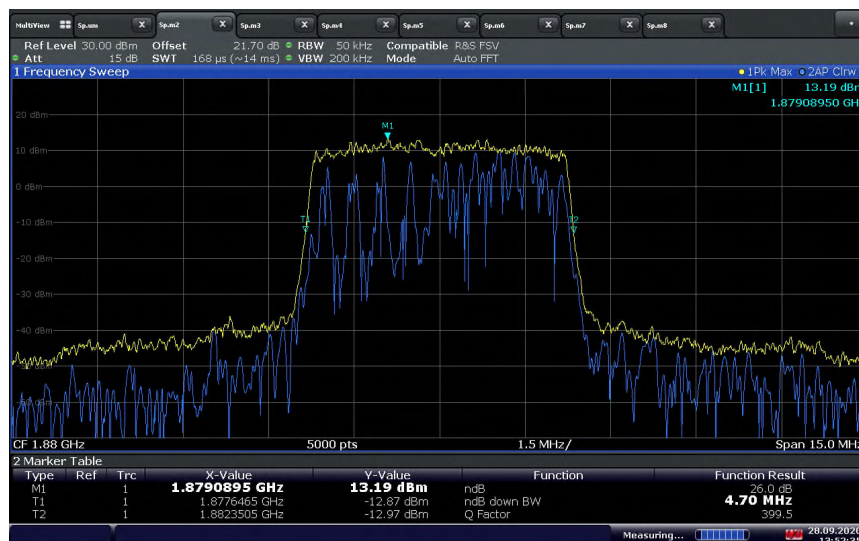 MultiView Sp.um X Sp.m2 X Sp.m3 X Sp.m4 X Sp.m5 X Sp.m6 X Sp.m7 X Sp.m8 X
Ref Level 30.00 dBm Offset 21.70 dB RBW 50 kHz Compatible R&S FSV
Att 15 dB SWT 168 µs (~14 ms) VBW 200 kHz Mode Auto FFT
1 Frequency Sweep 1Pk Max 2AP Clrw
M1[1] 13.19 dBm
1.87908950 GH
20 dBm
M1
10 dBm
0 dBm
-10 dBm
T1 T2
-20 dBm
-30 dBm
-40 dBm
CF 1.88 GHz 5000 pts 1.5 MHz/ Span 15.0 MHz
2 Marker Table
Type Ref Trc X-Value Y-Value Function Function Result
M1 1 1.8790895 GHz 13.19 dBm ndB 26.0 dB
T1 1 1.8776465 GHz -12.87 dBm ndB down BW 4.70 MHz
T2 1 1.8823505 GHz -12.97 dBm Q Factor 399.5
Measuring... 28.09.2020